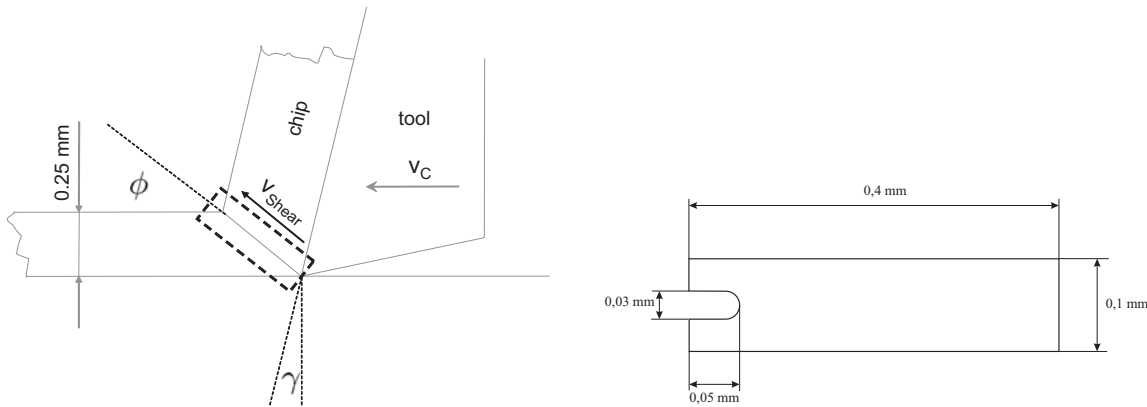 0.25 mm
ϕ
chip
tool
v_C
v_Shear
γ
0,4 mm
0,03 mm
0,1 mm
0,05 mm